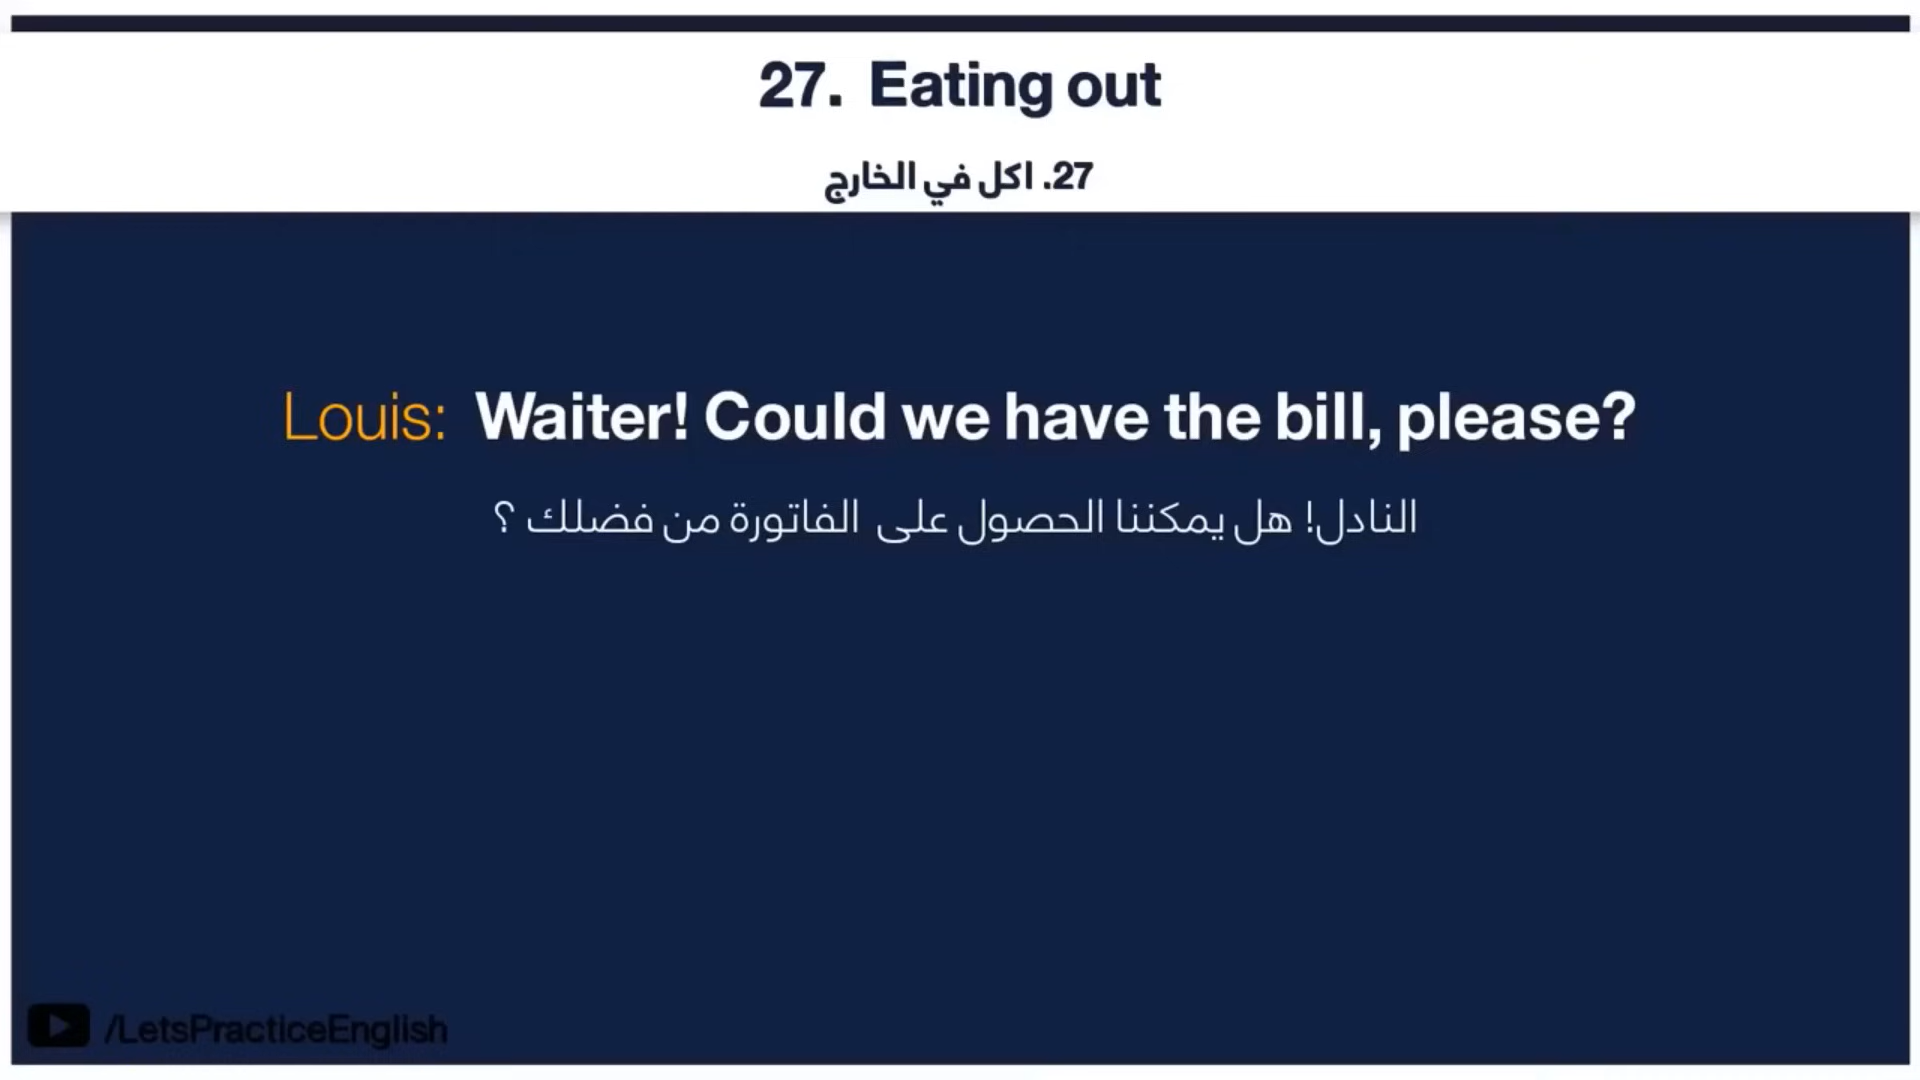 27. Eating out
27. اكل في الخارج
Louis: Waiter! Could we have the bill, please?
النادل! هل يمكننا الحصول على الفاتورة من فضلك ؟
/LetsPracticeEnglish